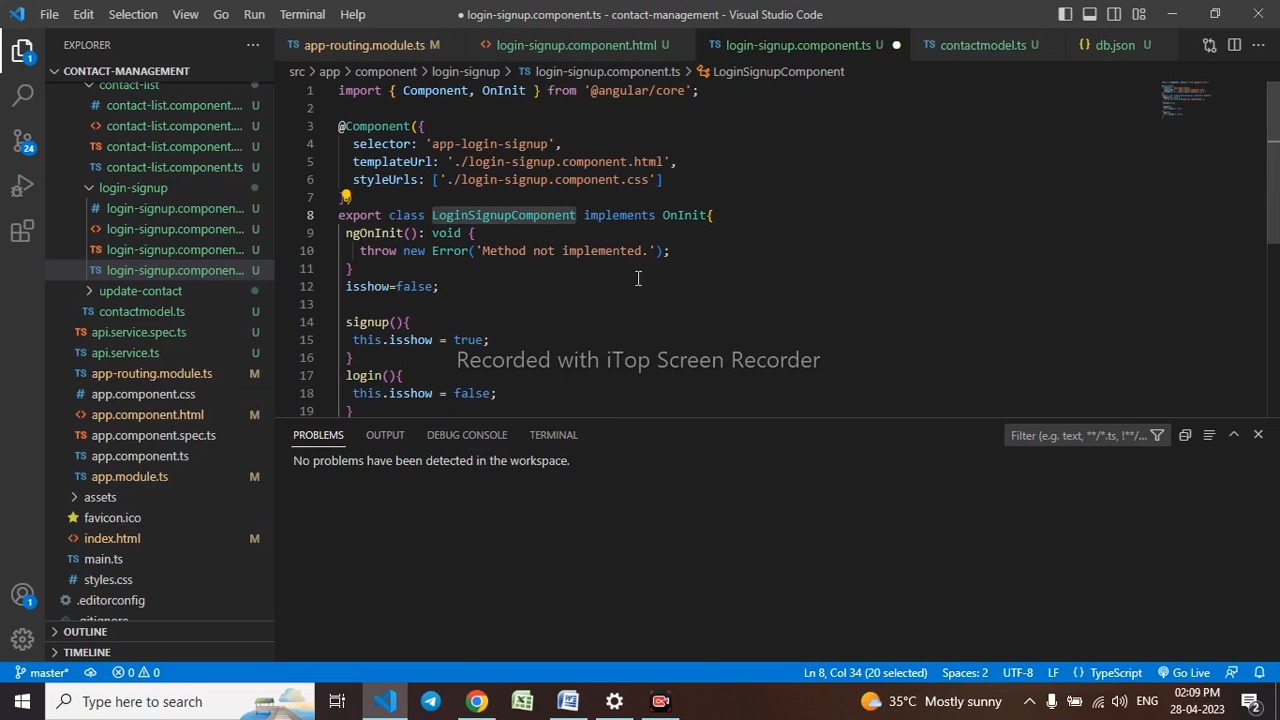 File Edit Selection View Go Run Terminal Help
● login-signup.component.ts - contact-management - Visual Studio Code
EXPLORER
CONTACT-MANAGEMENT
contact-list
contact-list.component....
contact-list.component....
contact-list.component....
contact-list.component.ts U
login-signup
login-signup.componen... U
login-signup.componen... U
login-signup.componen... U
login-signup.componen... U
update-contact
contactmodel.ts U
api.service.spec.ts U
api.service.ts U
app-routing.module.ts M
app.component.css
app.component.html M
app.component.spec.ts
app.component.ts
app.module.ts M
assets
favicon.ico
index.html M
main.ts
styles.css
.editorconfig
.gitignore
OUTLINE
TIMELINE
24
1
app-routing.module.ts M login-signup.component.html U login-signup.component.ts U contactmodel.ts U db.json U
src > app > component > login-signup > TS login-signup.component.ts > LoginSignupComponent
1 import { Component, OnInit } from '@angular/core';
2
3 @Component({
4 selector: 'app-login-signup',
5 templateUrl: './login-signup.component.html',
6 styleUrls: ['./login-signup.component.css']
7 })
8 export class LoginSignupComponent implements OnInit{
9 ngOnInit(): void {
10 throw new Error('Method not implemented.');
11 }
12 isshow=false;
13
14 signup(){
15 this.isshow = true;
16 }
17 login(){
18 this.isshow = false;
19 }
Recorded with iTop Screen Recorder
PROBLEMS OUTPUT DEBUG CONSOLE TERMINAL
Filter (e.g. text, **/*.ts, !**/...
No problems have been detected in the workspace.
master* 0 0 Ln 8, Col 34 (20 selected) Spaces: 2 UTF-8 LF {} TypeScript Go Live
Type here to search
35°C Mostly sunny
ENG
02:09 PM
28-04-2023
2